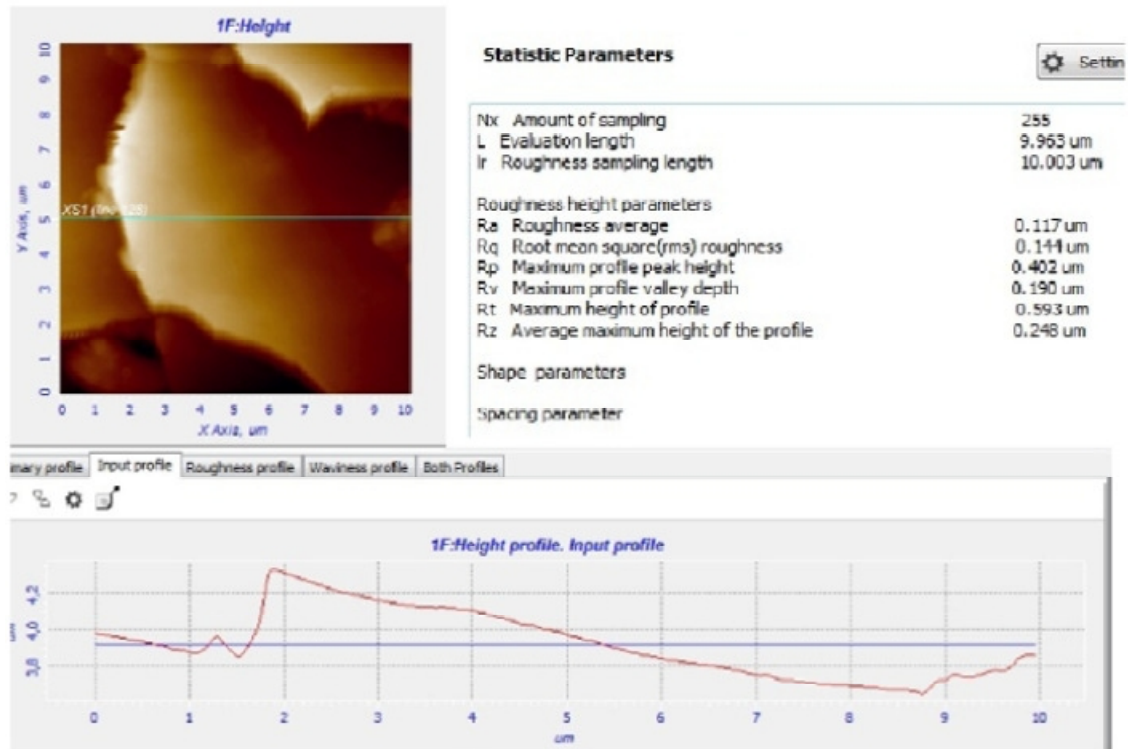 1F:Height
10
9
8
7
6
5
4
3
2
1
0
Y Axis, um
XS1 (line 128)
0 1 2 3 4 5 6 7 8 9 10
X Axis, um
Statistic Parameters
Settin
Nx Amount of sampling 255
L Evaluation length 9.963 um
lr Roughness sampling length 10.003 um
Roughness height parameters
Ra Roughness average 0.117 um
Rq Root mean square(rms) roughness 0.144 um
Rp Maximum profile peak height 0.402 um
Rv Maximum profile valley depth 0.190 um
Rt Maximum height of profile 0.593 um
Rz Average maximum height of the profile 0.248 um
Shape parameters
Spacing parameter
mary profile Input profile Roughness profile Waviness profile Both Profiles
1F:Height profile. Input profile
4,2
4,0
3,8
um
0 1 2 3 4 5 6 7 8 9 10
um